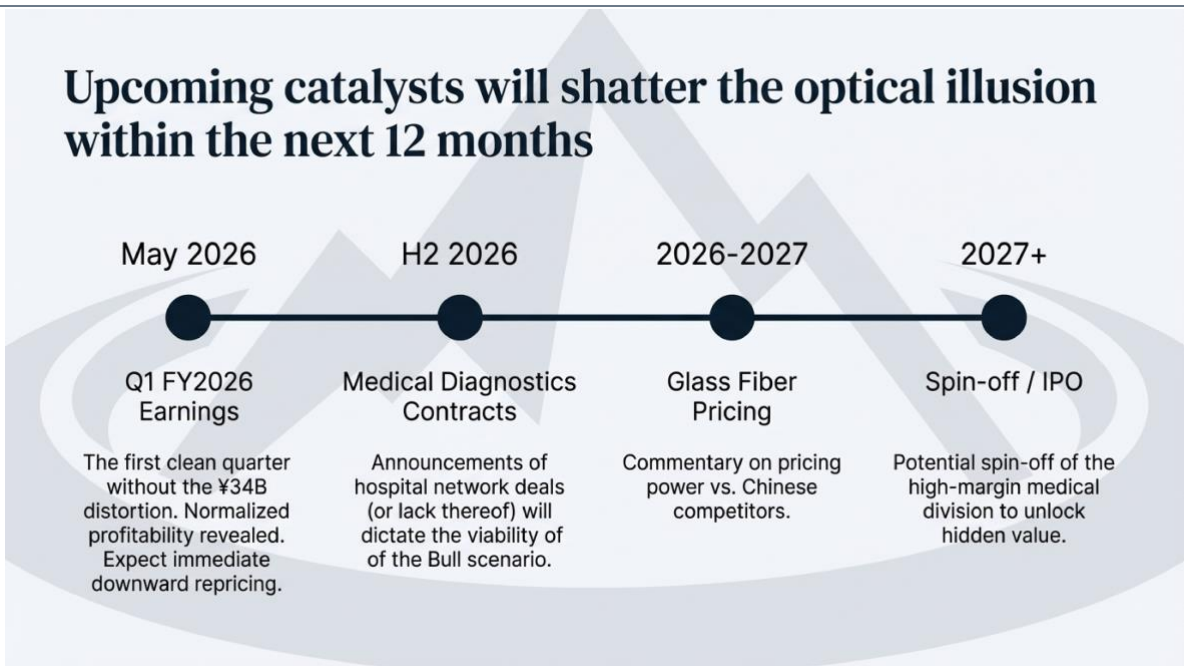 Upcoming catalysts will shatter the optical illusion
within the next 12 months
May 2026
Q1 FY2026
Earnings
The first clean quarter
without the ¥34B
distortion. Normalized
profitability revealed.
Expect immediate
downward repricing.
H2 2026
Medical Diagnostics
Contracts
Announcements of
hospital network deals
(or lack thereof) will
dictate the viability of
of the Bull scenario.
2026-2027
Glass Fiber
Pricing
Commentary on pricing
power vs. Chinese
competitors.
2027+
Spin-off / IPO
Potential spin-off of the
high-margin medical
division to unlock
hidden value.